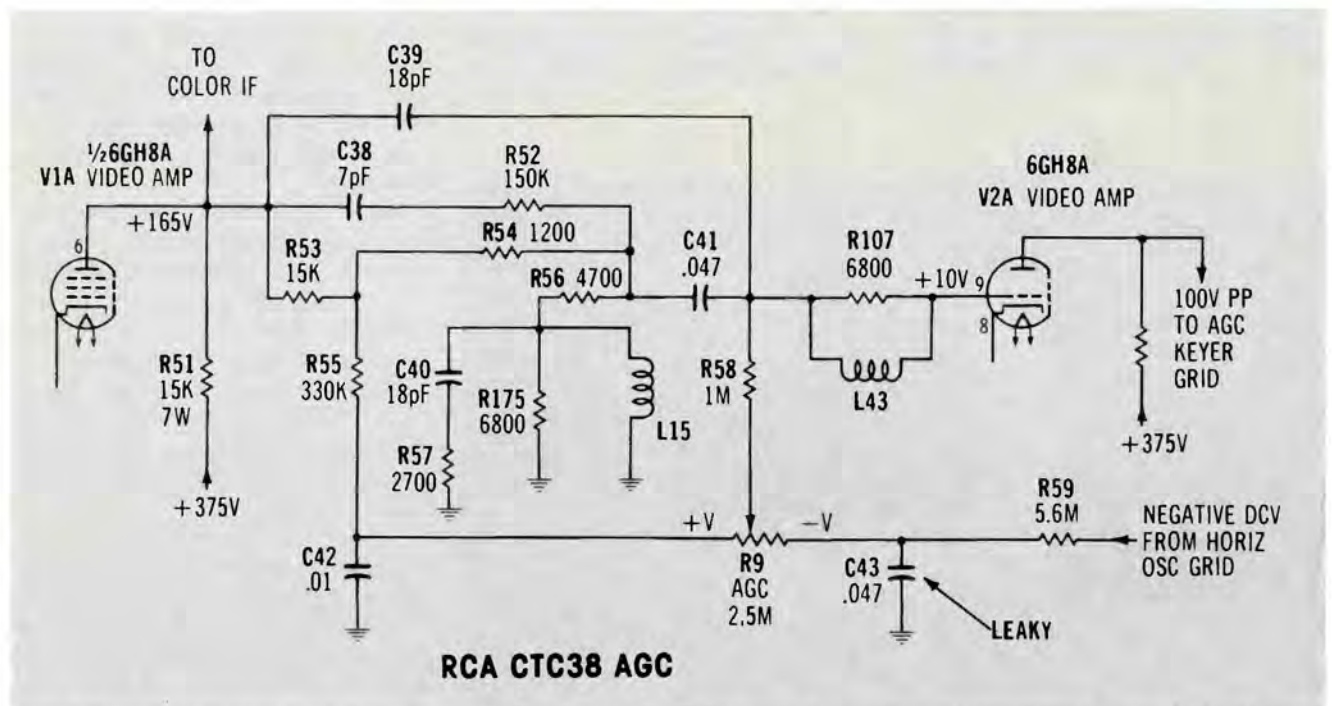 TO
COLOR IF
C39
18pF
½6GH8A
V1A VIDEO AMP
C38
7pF
R52
150K
6GH8A
V2A VIDEO AMP
+165V
6
R54 1200
R53
15K
R56 4700
C41
.047
R107
6800
+10V
9
8
100V PP
TO AGC
KEYER
GRID
R51
15K
7W
R55
330K
C40
18pF
R175
6800
L15
R58
1M
L43
R57
2700
+375V
+375V
C42
.01
+V
-V
R9
AGC
2.5M
C43
.047
R59
5.6M
NEGATIVE DCV
FROM HORIZ
OSC GRID
LEAKY
RCA CTC38 AGC